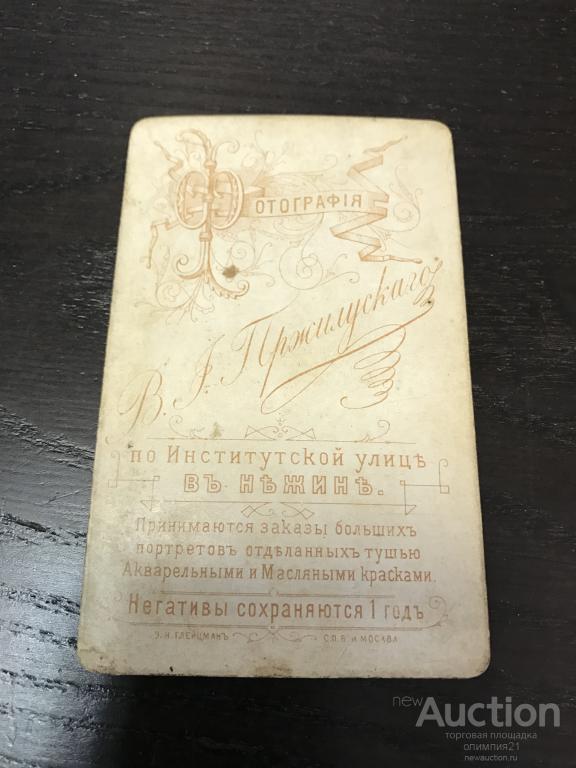 ФОТОГРАФІЯ
В. І. Пржилускаго
по Институтской улицѣ
ВЪ НѢЖИНѢ.
Принимаются заказы большихъ
портретовъ отдѣланныхъ тушью
Акварельными и Масляными красками.
Негативы сохраняются 1 годъ
Э.И. ГЛЕЙЦМАНЪ С.П.Б. и МОСКВА
newAuction
торговая площадка
олимпия21
newauction.ru